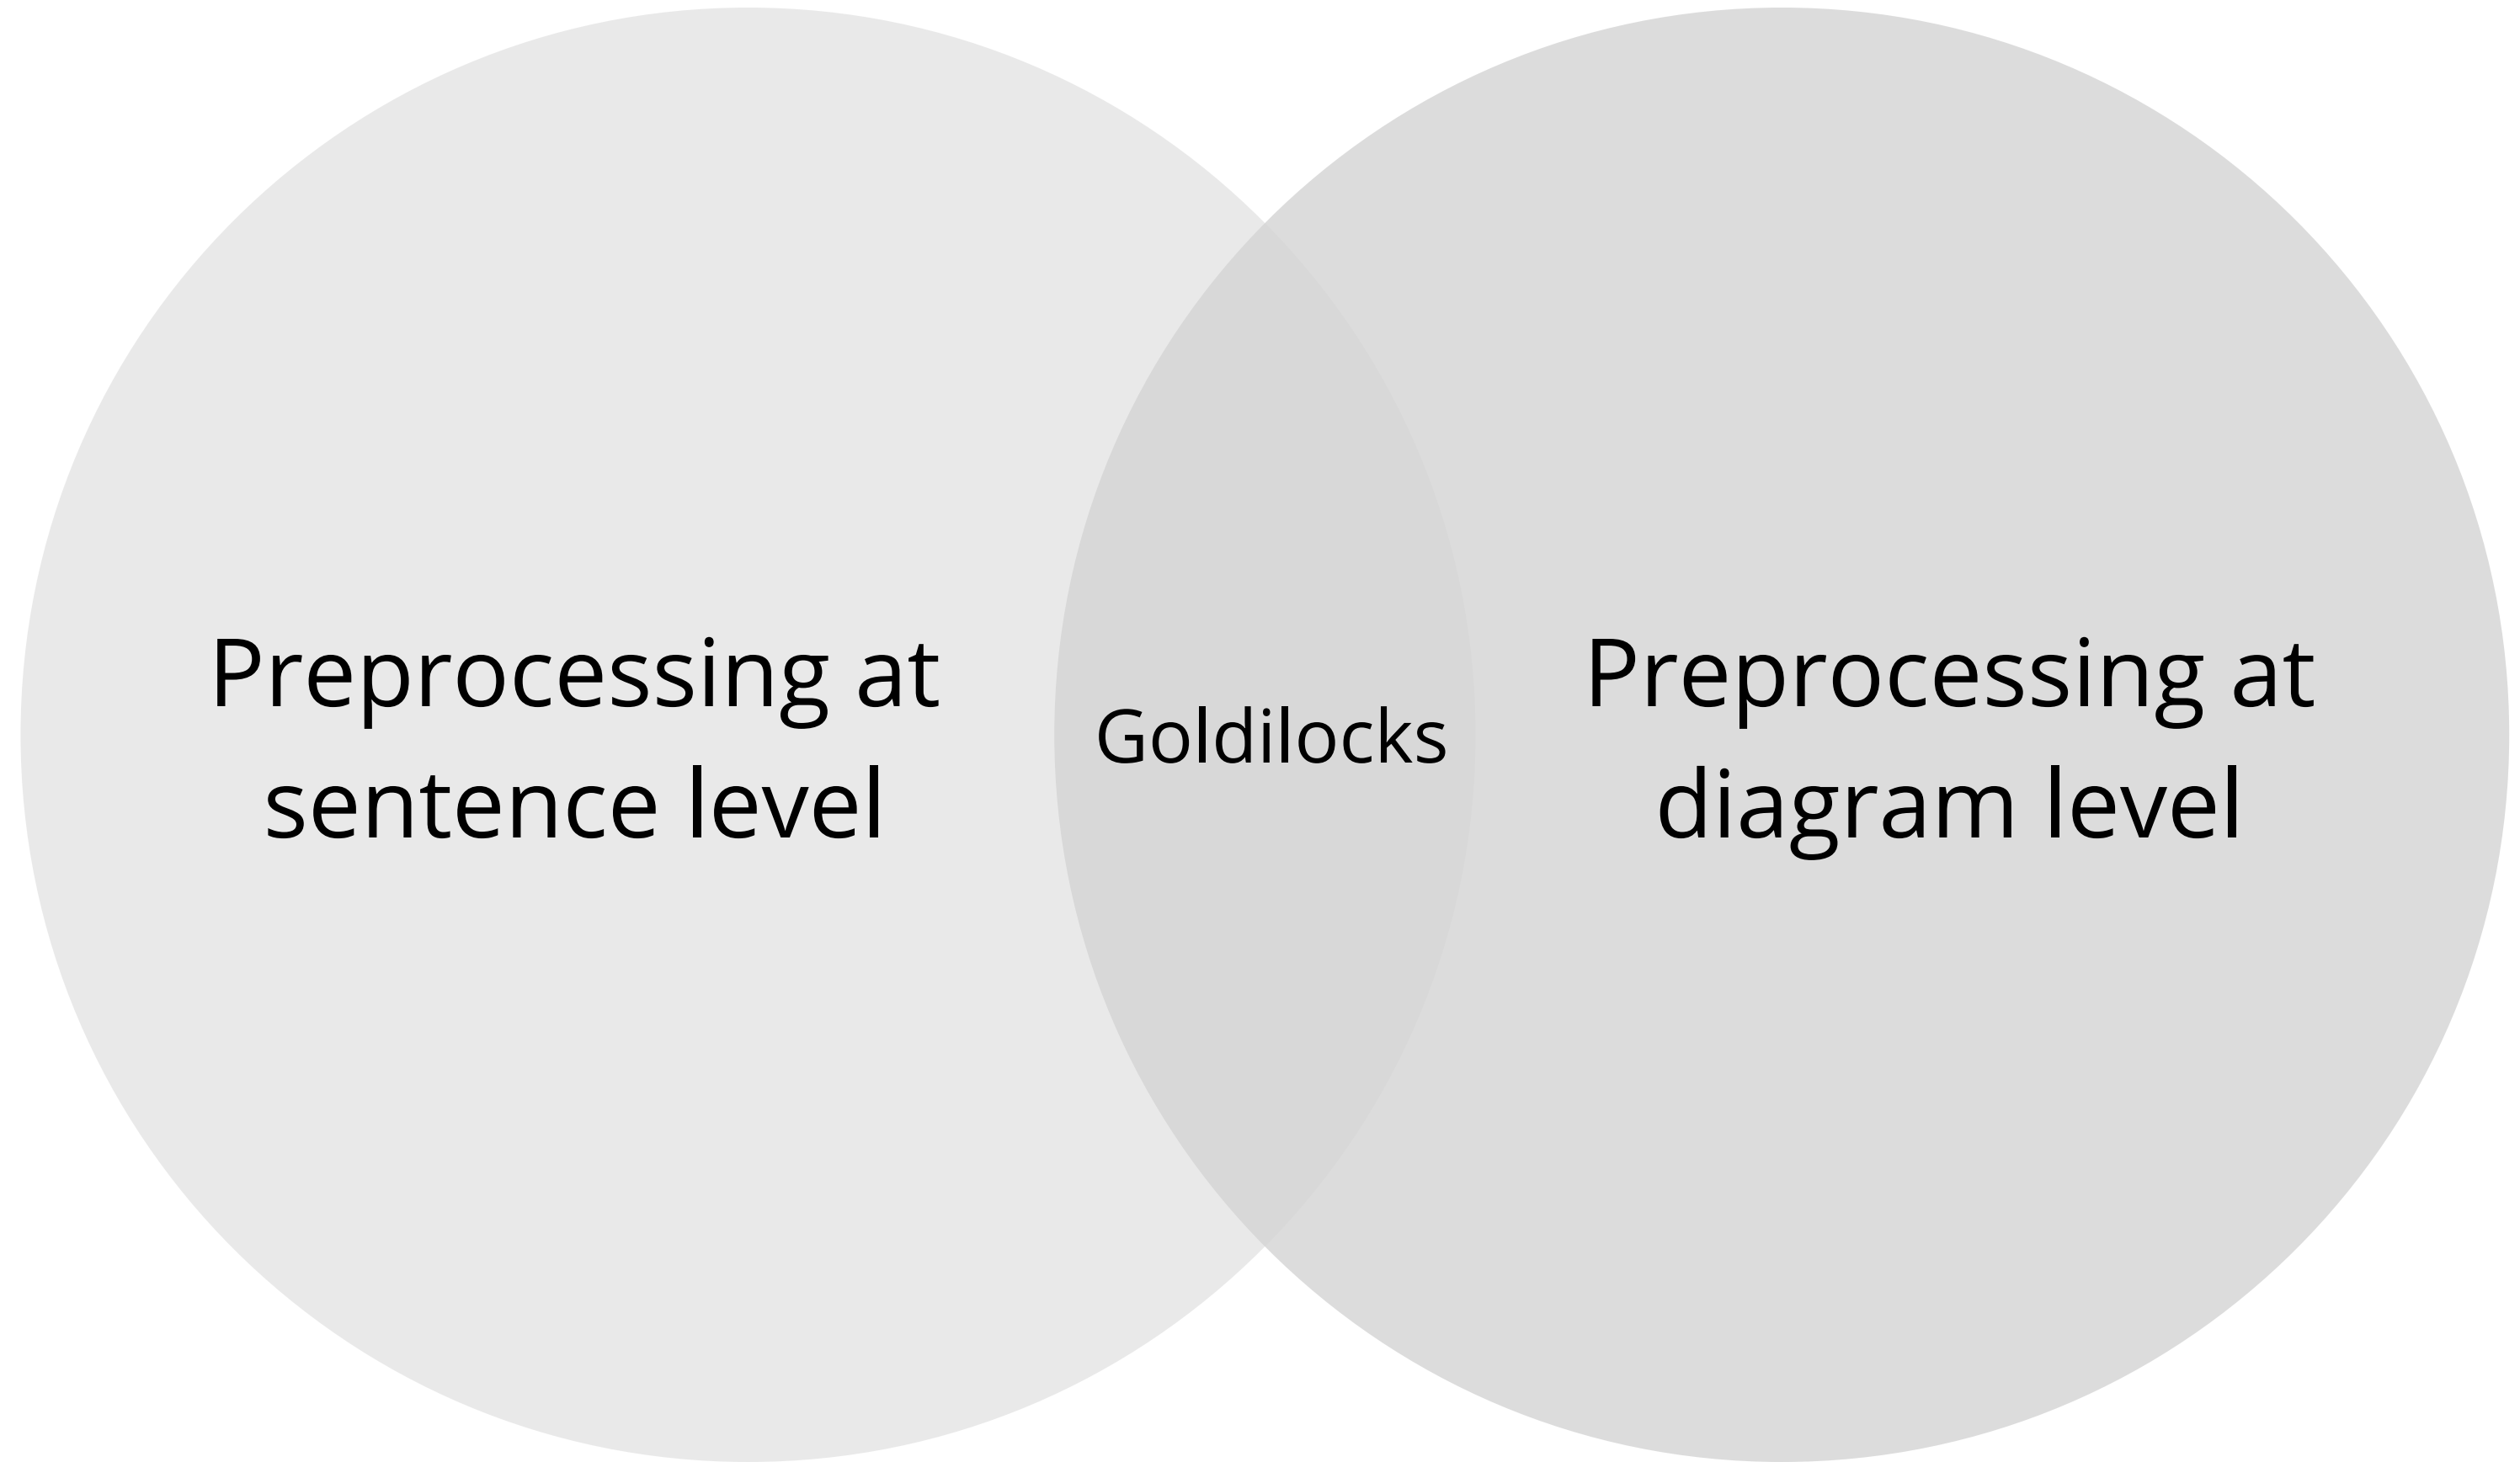 Preprocessing at
sentence level
Goldilocks
Preprocessing at
diagram level